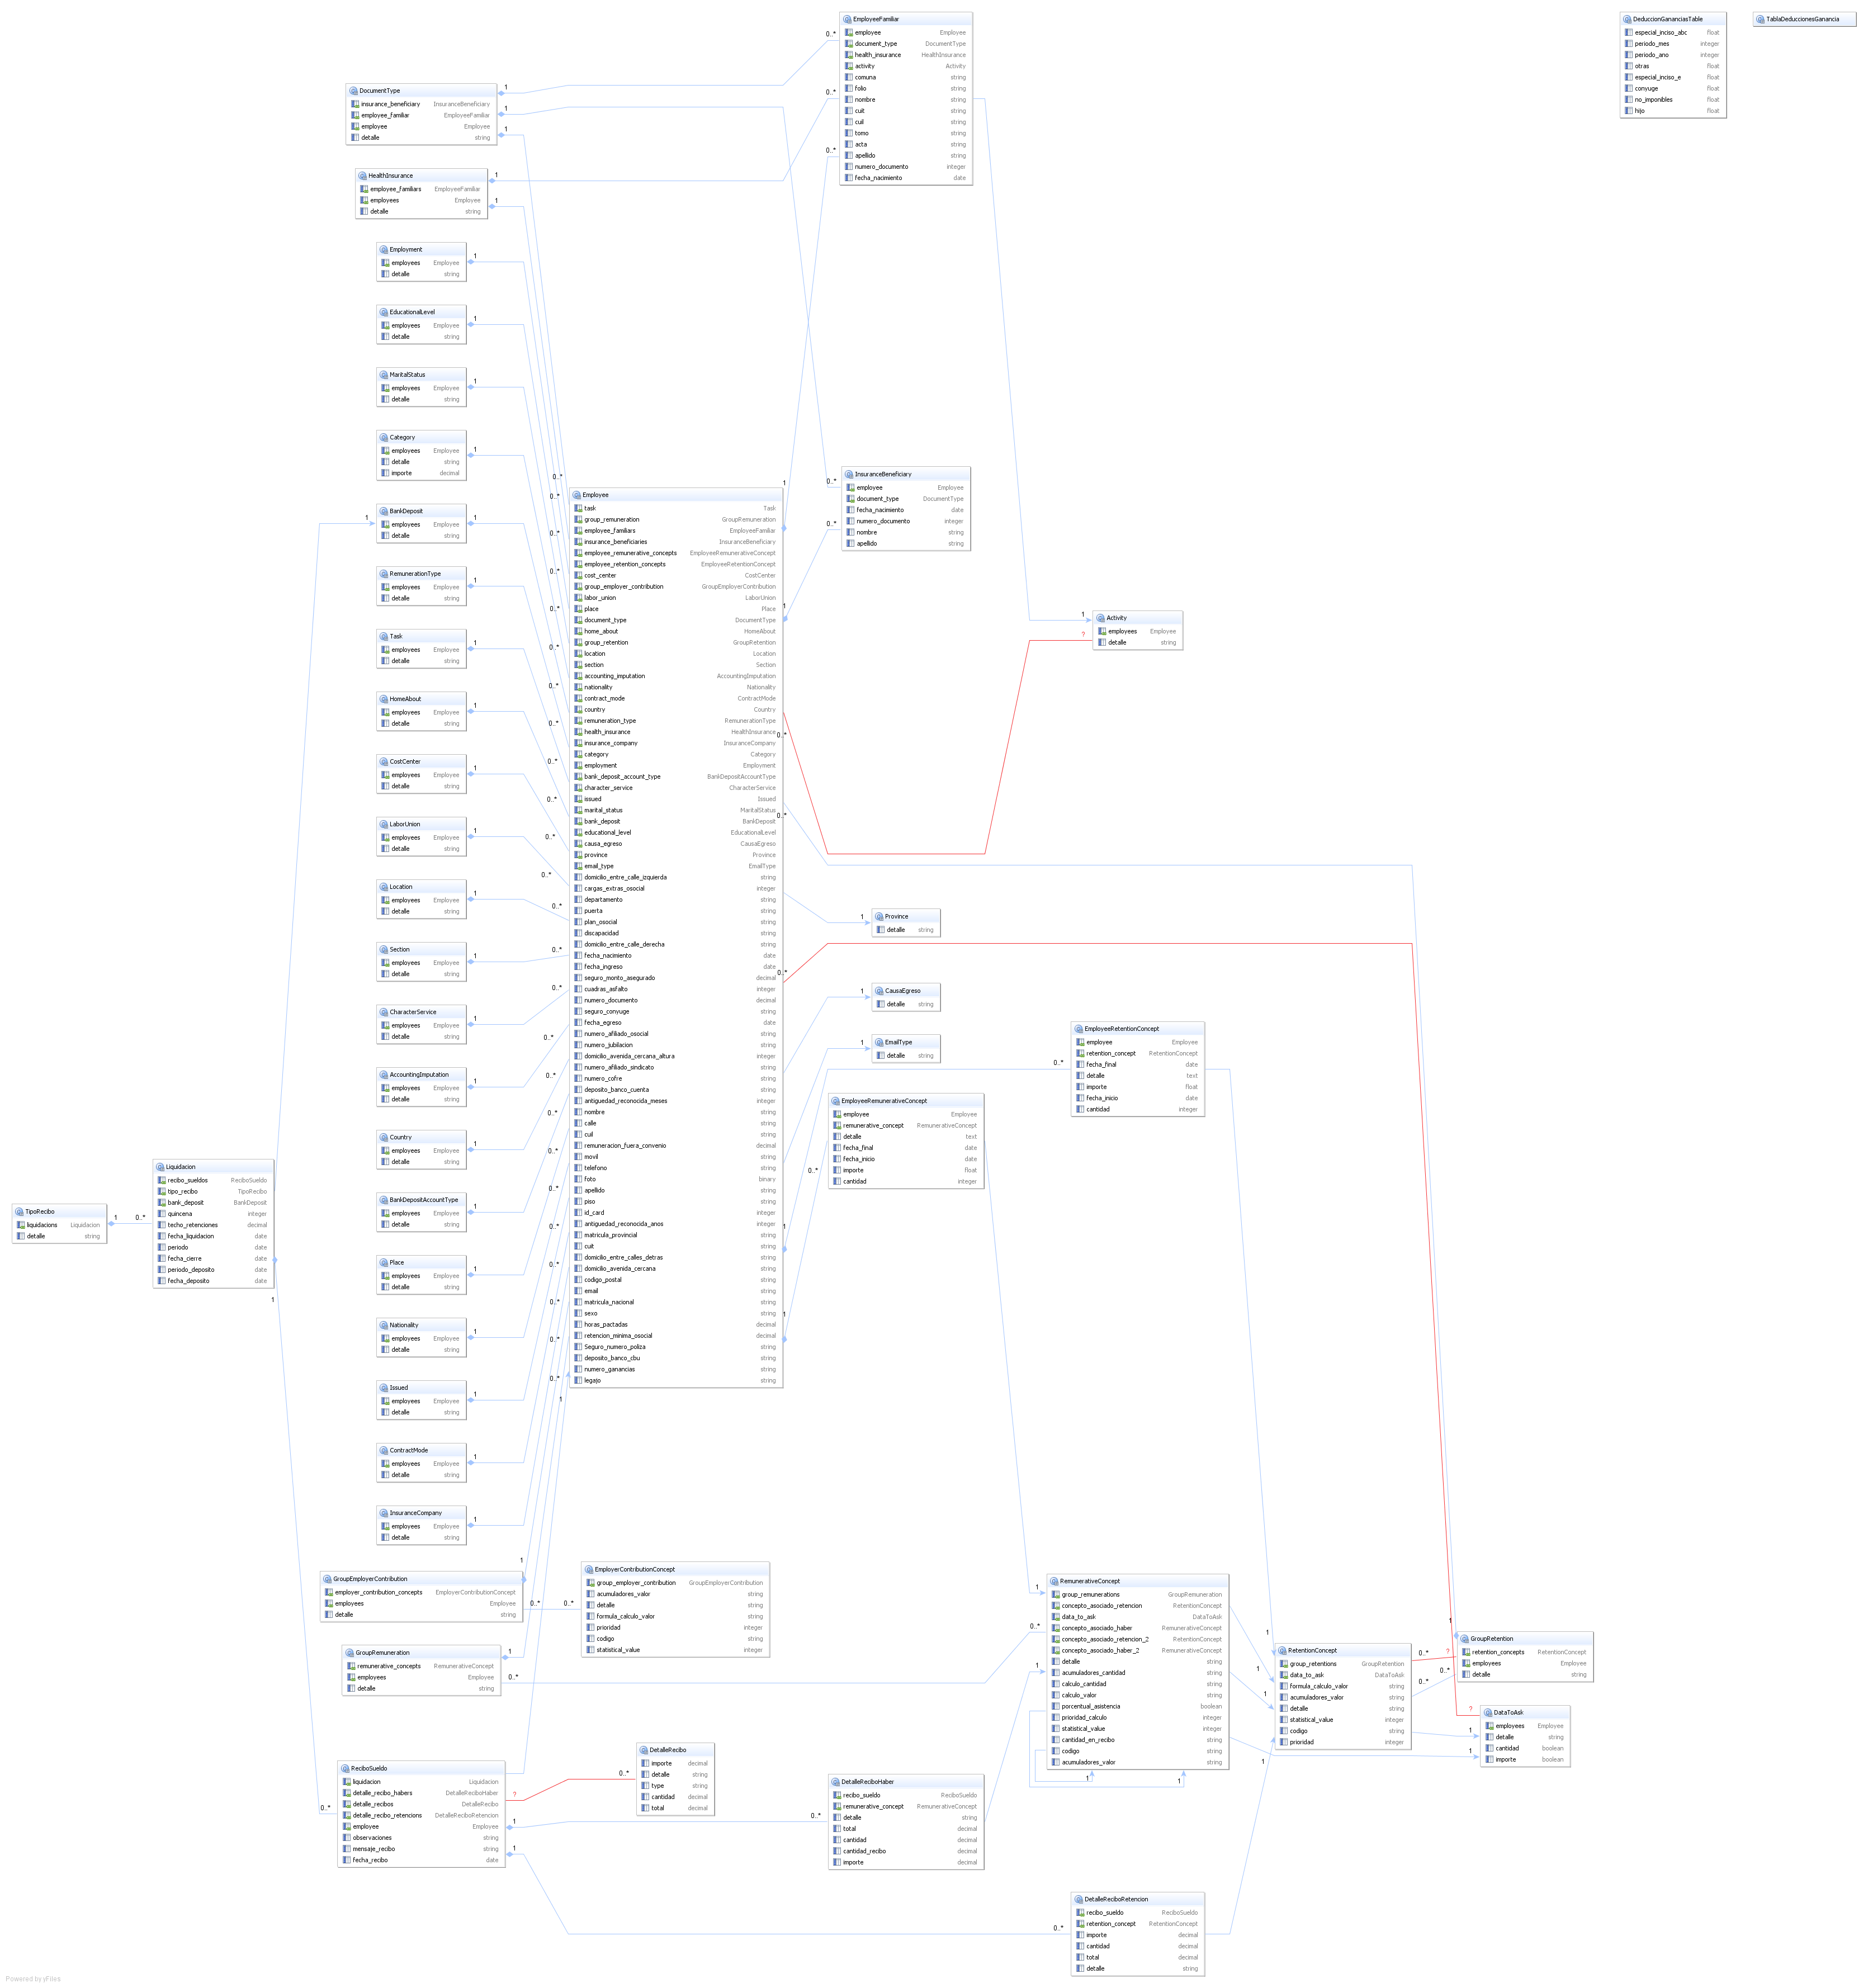 EmployeeFamiliar
employee Employee
document_type DocumentType
health_insurance HealthInsurance
activity Activity
comuna string
folio string
nombre string
cuit string
cuil string
tomo string
acta string
apellido string
numero_documento integer
fecha_nacimiento date
DeduccionGananciasTable
especial_inciso_abc float
periodo_mes integer
periodo_ano integer
otras float
especial_inciso_e float
conyuge float
no_imponibles float
hijo float
TablaDeduccionesGanancia
DocumentType
insurance_beneficiary InsuranceBeneficiary
employee_familiar EmployeeFamiliar
employee Employee
detalle string
HealthInsurance
employee_familiars EmployeeFamiliar
employees Employee
detalle string
Employment
employees Employee
detalle string
EducationalLevel
employees Employee
detalle string
MaritalStatus
employees Employee
detalle string
Category
employees Employee
detalle string
importe decimal
BankDeposit
employees Employee
detalle string
RemunerationType
employees Employee
detalle string
Task
employees Employee
detalle string
HomeAbout
employees Employee
detalle string
CostCenter
employees Employee
detalle string
LaborUnion
employees Employee
detalle string
Location
employees Employee
detalle string
Section
employees Employee
detalle string
CharacterService
employees Employee
detalle string
AccountingImputation
employees Employee
detalle string
Country
employees Employee
detalle string
BankDepositAccountType
employees Employee
detalle string
Place
employees Employee
detalle string
Nationality
employees Employee
detalle string
Issued
employees Employee
detalle string
ContractMode
employees Employee
detalle string
InsuranceCompany
employees Employee
detalle string
Employee
task Task
group_remuneration GroupRemuneration
employee_familiars EmployeeFamiliar
insurance_beneficiaries InsuranceBeneficiary
employee_remunerative_concepts EmployeeRemunerativeConcept
employee_retention_concepts EmployeeRetentionConcept
cost_center CostCenter
group_employer_contribution GroupEmployerContribution
labor_union LaborUnion
place Place
document_type DocumentType
home_about HomeAbout
group_retention GroupRetention
location Location
section Section
accounting_imputation AccountingImputation
nationality Nationality
contract_mode ContractMode
country Country
remuneration_type RemunerationType
health_insurance HealthInsurance
insurance_company InsuranceCompany
category Category
employment Employment
bank_deposit_account_type BankDepositAccountType
character_service CharacterService
issued Issued
marital_status MaritalStatus
bank_deposit BankDeposit
educational_level EducationalLevel
causa_egreso CausaEgreso
province Province
email_type EmailType
domicilio_entre_calle_izquierda string
cargas_extras_osocial integer
departamento string
puerta string
plan_osocial string
discapacidad string
domicilio_entre_calle_derecha string
fecha_nacimiento date
fecha_ingreso date
seguro_monto_asegurado decimal
cuadras_asfalto integer
numero_documento decimal
seguro_conyuge string
fecha_egreso date
numero_afiliado_osocial string
numero_jubilacion string
domicilio_avenida_cercana_altura integer
numero_afiliado_sindicato string
numero_cofre string
deposito_banco_cuenta string
antiguedad_reconocida_meses integer
nombre string
calle string
cuil string
remuneracion_fuera_convenio decimal
movil string
telefono string
foto binary
apellido string
piso string
id_card integer
antiguedad_reconocida_anos integer
matricula_provincial string
cuit string
domicilio_entre_calles_detras string
domicilio_avenida_cercana string
codigo_postal string
email string
matricula_nacional string
sexo string
horas_pactadas decimal
retencion_minima_osocial decimal
Seguro_numero_poliza string
deposito_banco_cbu string
numero_ganancias string
legajo string
InsuranceBeneficiary
employee Employee
document_type DocumentType
fecha_nacimiento date
numero_documento integer
nombre string
apellido string
Activity
employees Employee
detalle string
Province
detalle string
CausaEgreso
detalle string
EmailType
detalle string
EmployeeRetentionConcept
employee Employee
retention_concept RetentionConcept
fecha_final date
detalle text
importe float
fecha_inicio date
cantidad integer
EmployeeRemunerativeConcept
employee Employee
remunerative_concept RemunerativeConcept
detalle text
fecha_final date
fecha_inicio date
importe float
cantidad integer
TipoRecibo
liquidacions Liquidacion
detalle string
Liquidacion
recibo_sueldos ReciboSueldo
tipo_recibo TipoRecibo
bank_deposit BankDeposit
quincena integer
techo_retenciones decimal
fecha_liquidacion date
periodo date
fecha_cierre date
periodo_deposito date
fecha_deposito date
GroupEmployerContribution
employer_contribution_concepts EmployerContributionConcept
employees Employee
detalle string
EmployerContributionConcept
group_employer_contribution GroupEmployerContribution
acumuladores_valor string
detalle string
formula_calculo_valor string
prioridad integer
codigo string
statistical_value integer
GroupRemuneration
remunerative_concepts RemunerativeConcept
employees Employee
detalle string
RemunerativeConcept
group_remunerations GroupRemuneration
concepto_asociado_retencion RetentionConcept
data_to_ask DataToAsk
concepto_asociado_haber RemunerativeConcept
concepto_asociado_retencion_2 RetentionConcept
concepto_asociado_haber_2 RemunerativeConcept
detalle string
acumuladores_cantidad string
calculo_cantidad string
calculo_valor string
porcentual_asistencia boolean
prioridad_calculo integer
statistical_value integer
cantidad_en_recibo string
codigo string
acumuladores_valor string
RetentionConcept
group_retentions GroupRetention
data_to_ask DataToAsk
formula_calculo_valor string
acumuladores_valor string
detalle string
statistical_value integer
codigo string
prioridad integer
GroupRetention
retention_concepts RetentionConcept
employees Employee
detalle string
DataToAsk
employees Employee
detalle string
cantidad boolean
importe boolean
ReciboSueldo
liquidacion Liquidacion
detalle_recibo_habers DetalleReciboHaber
detalle_recibos DetalleRecibo
detalle_recibo_retencions DetalleReciboRetencion
employee Employee
observaciones string
mensaje_recibo string
fecha_recibo date
DetalleRecibo
importe decimal
detalle string
type string
cantidad decimal
total decimal
DetalleReciboHaber
recibo_sueldo ReciboSueldo
remunerative_concept RemunerativeConcept
detalle string
total decimal
cantidad decimal
cantidad_recibo decimal
importe decimal
DetalleReciboRetencion
recibo_sueldo ReciboSueldo
retention_concept RetentionConcept
importe decimal
cantidad decimal
total decimal
detalle string
Powered by yFiles